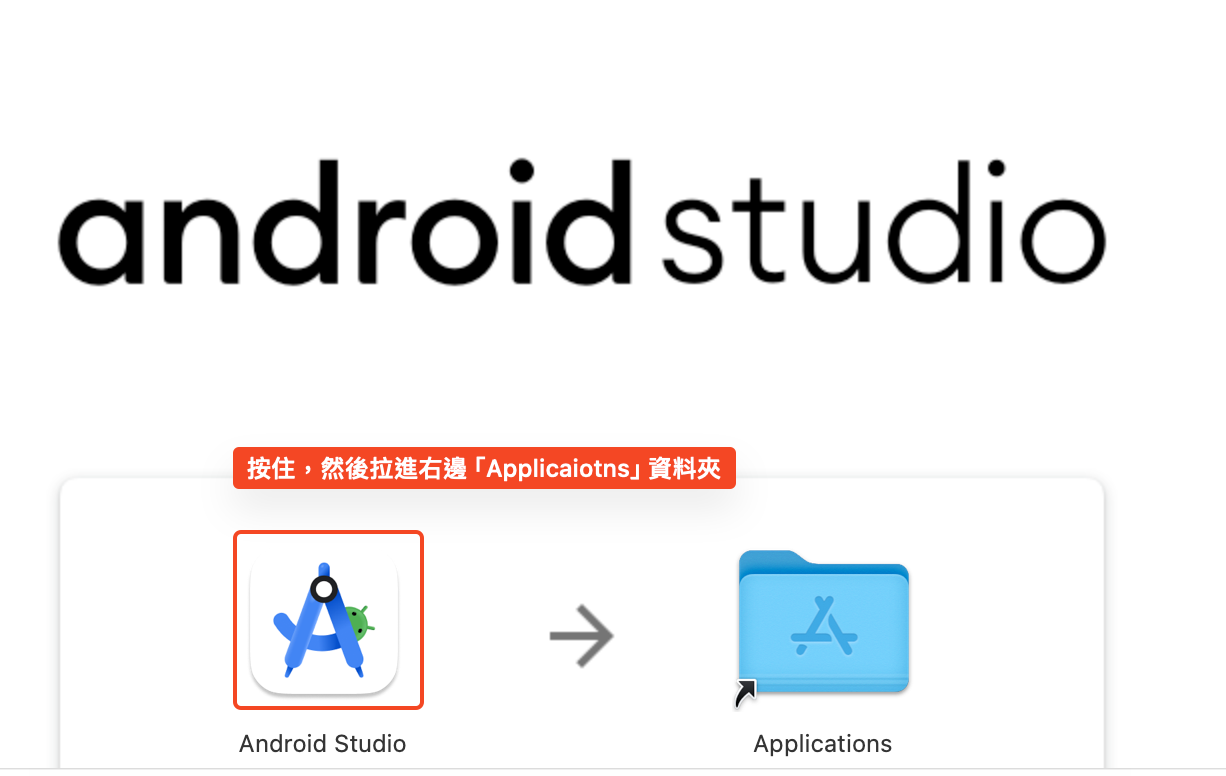 android studio
按住，然後拉進右邊「Applicaiotns」資料夾
Android Studio
Applications